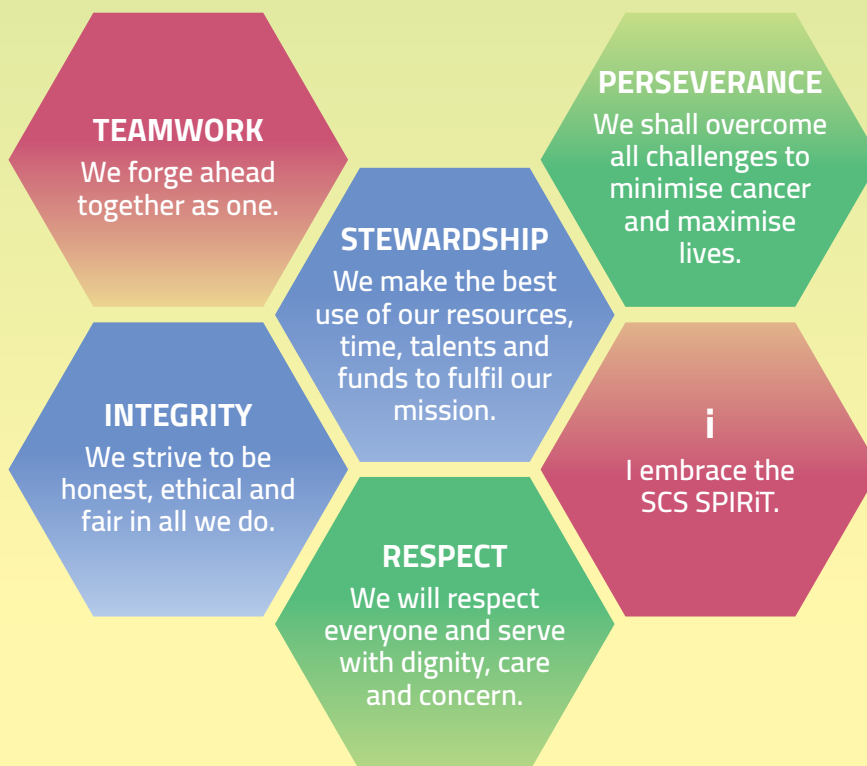 TEAMWORK
We forge ahead
together as one.
PERSEVERANCE
We shall overcome
all challenges to
minimise cancer
and maximise
lives.
STEWARDSHIP
We make the best
use of our resources,
time, talents and
funds to fulfil our
mission.
INTEGRITY
We strive to be
honest, ethical and
fair in all we do.
i
I embrace the
SCS SPIRiT.
RESPECT
We will respect
everyone and serve
with dignity, care
and concern.